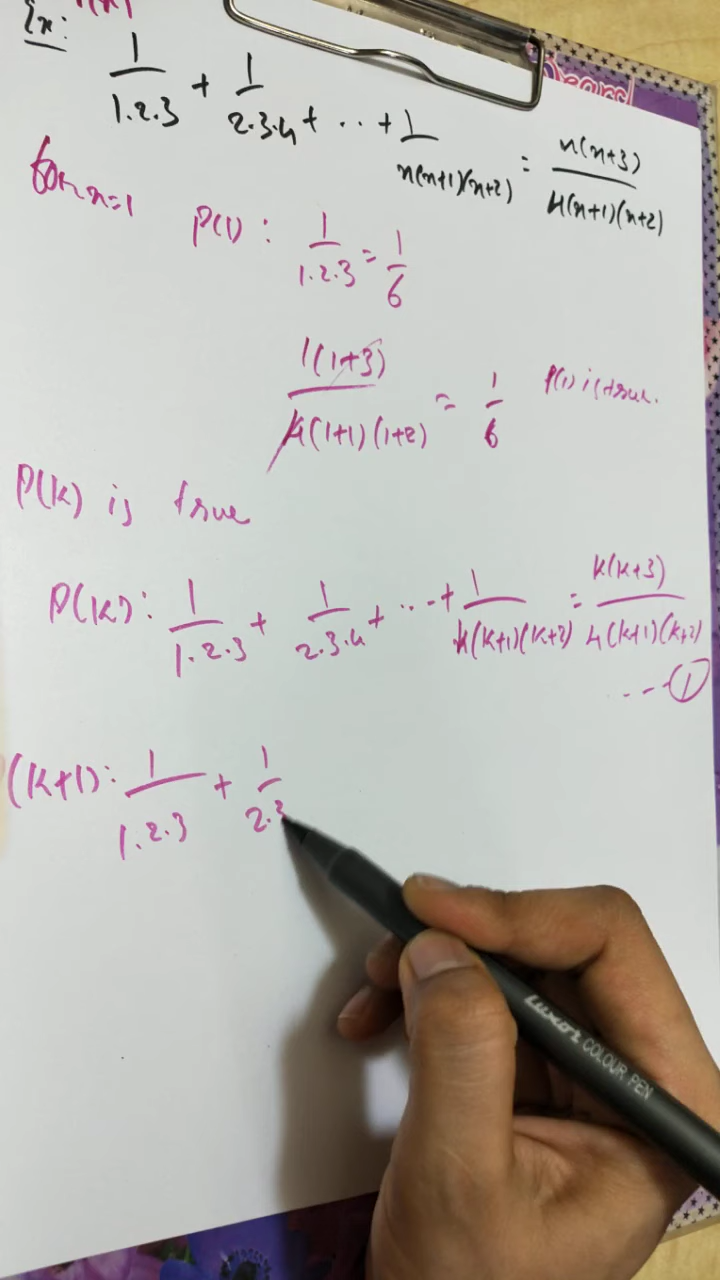 Ex: 1/1.2.3 + 1/2.3.4 + ... + 1/n(n+1)(n+2) = n(n+3)/4(n+1)(n+2)
for n=1 P(1) : 1/1.2.3 = 1/6
1(1+3)/4(1+1)(1+2) = 1/6 P(1) is true.
P(k) is true
P(k): 1/1.2.3 + 1/2.3.4 + ... + 1/k(k+1)(k+2) = k(k+3)/4(k+1)(k+2)
---①
(k+1): 1/1.2.3 + 1/2.3
Luxor COLOUR PEN